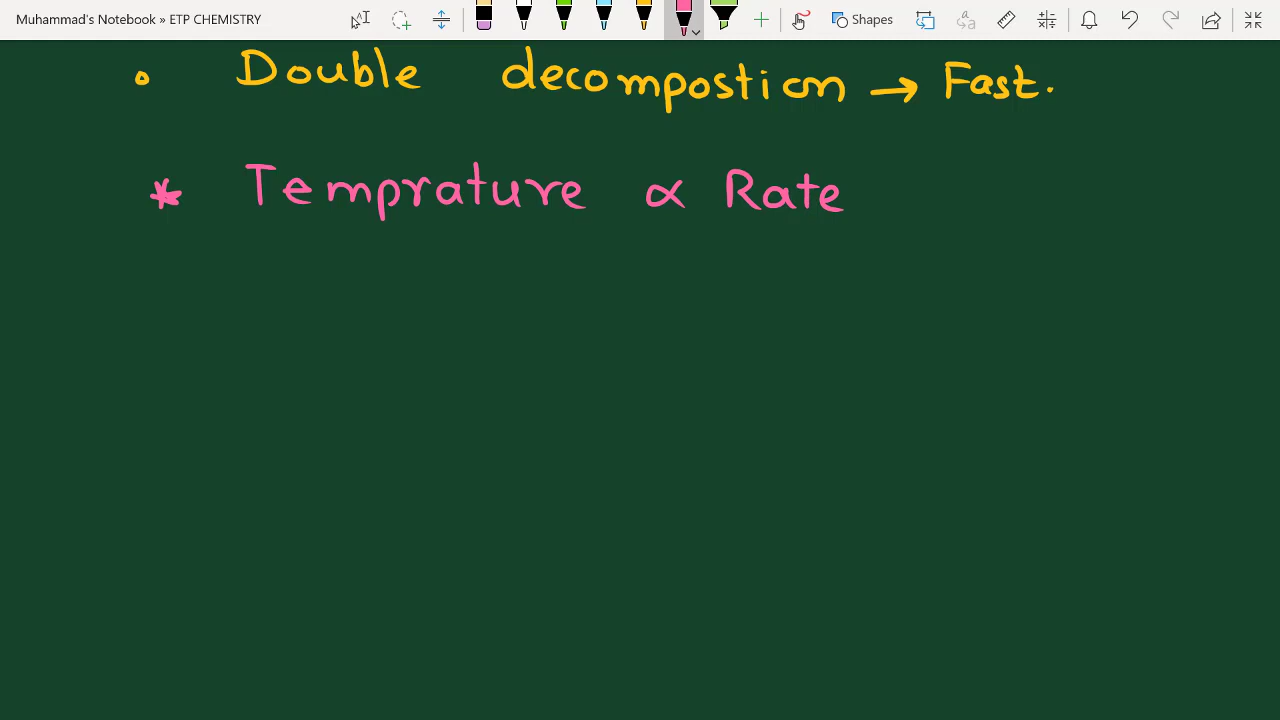 Muhammad's Notebook » ETP CHEMISTRY
Shapes
• Double decompostion → Fast.
* Temprature ∝ Rate